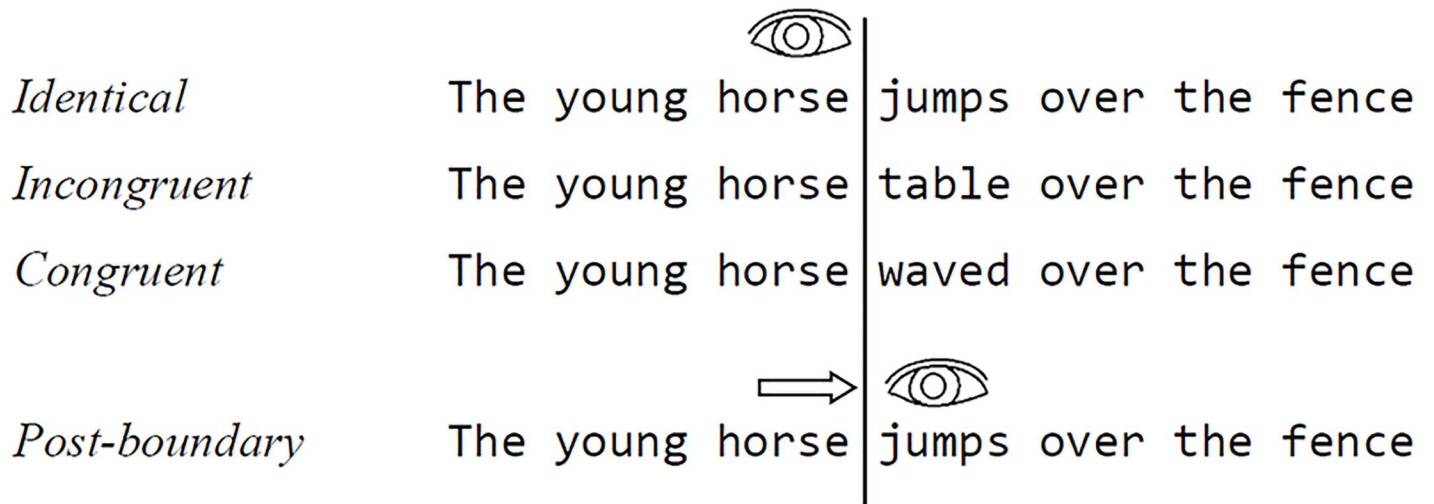 Identical The young horse jumps over the fence
Incongruent The young horse table over the fence
Congruent The young horse waved over the fence
Post-boundary The young horse jumps over the fence